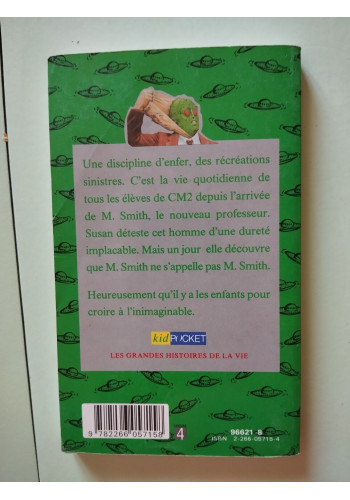 Une discipline d'enfer, des récréations
sinistres. C'est la vie quotidienne de
tous les élèves de CM2 depuis l'arrivée
de M. Smith, le nouveau professeur.
Susan déteste cet homme d'une dureté
implacable. Mais un jour elle découvre
que M. Smith ne s'appelle pas M. Smith.
Heureusement qu'il y a les enfants pour
croire à l'inimaginable.
kid POCKET
LES GRANDES HISTOIRES DE LA VIE
9 782266 057158
4
96621-8
ISBN 2-266-05715-4